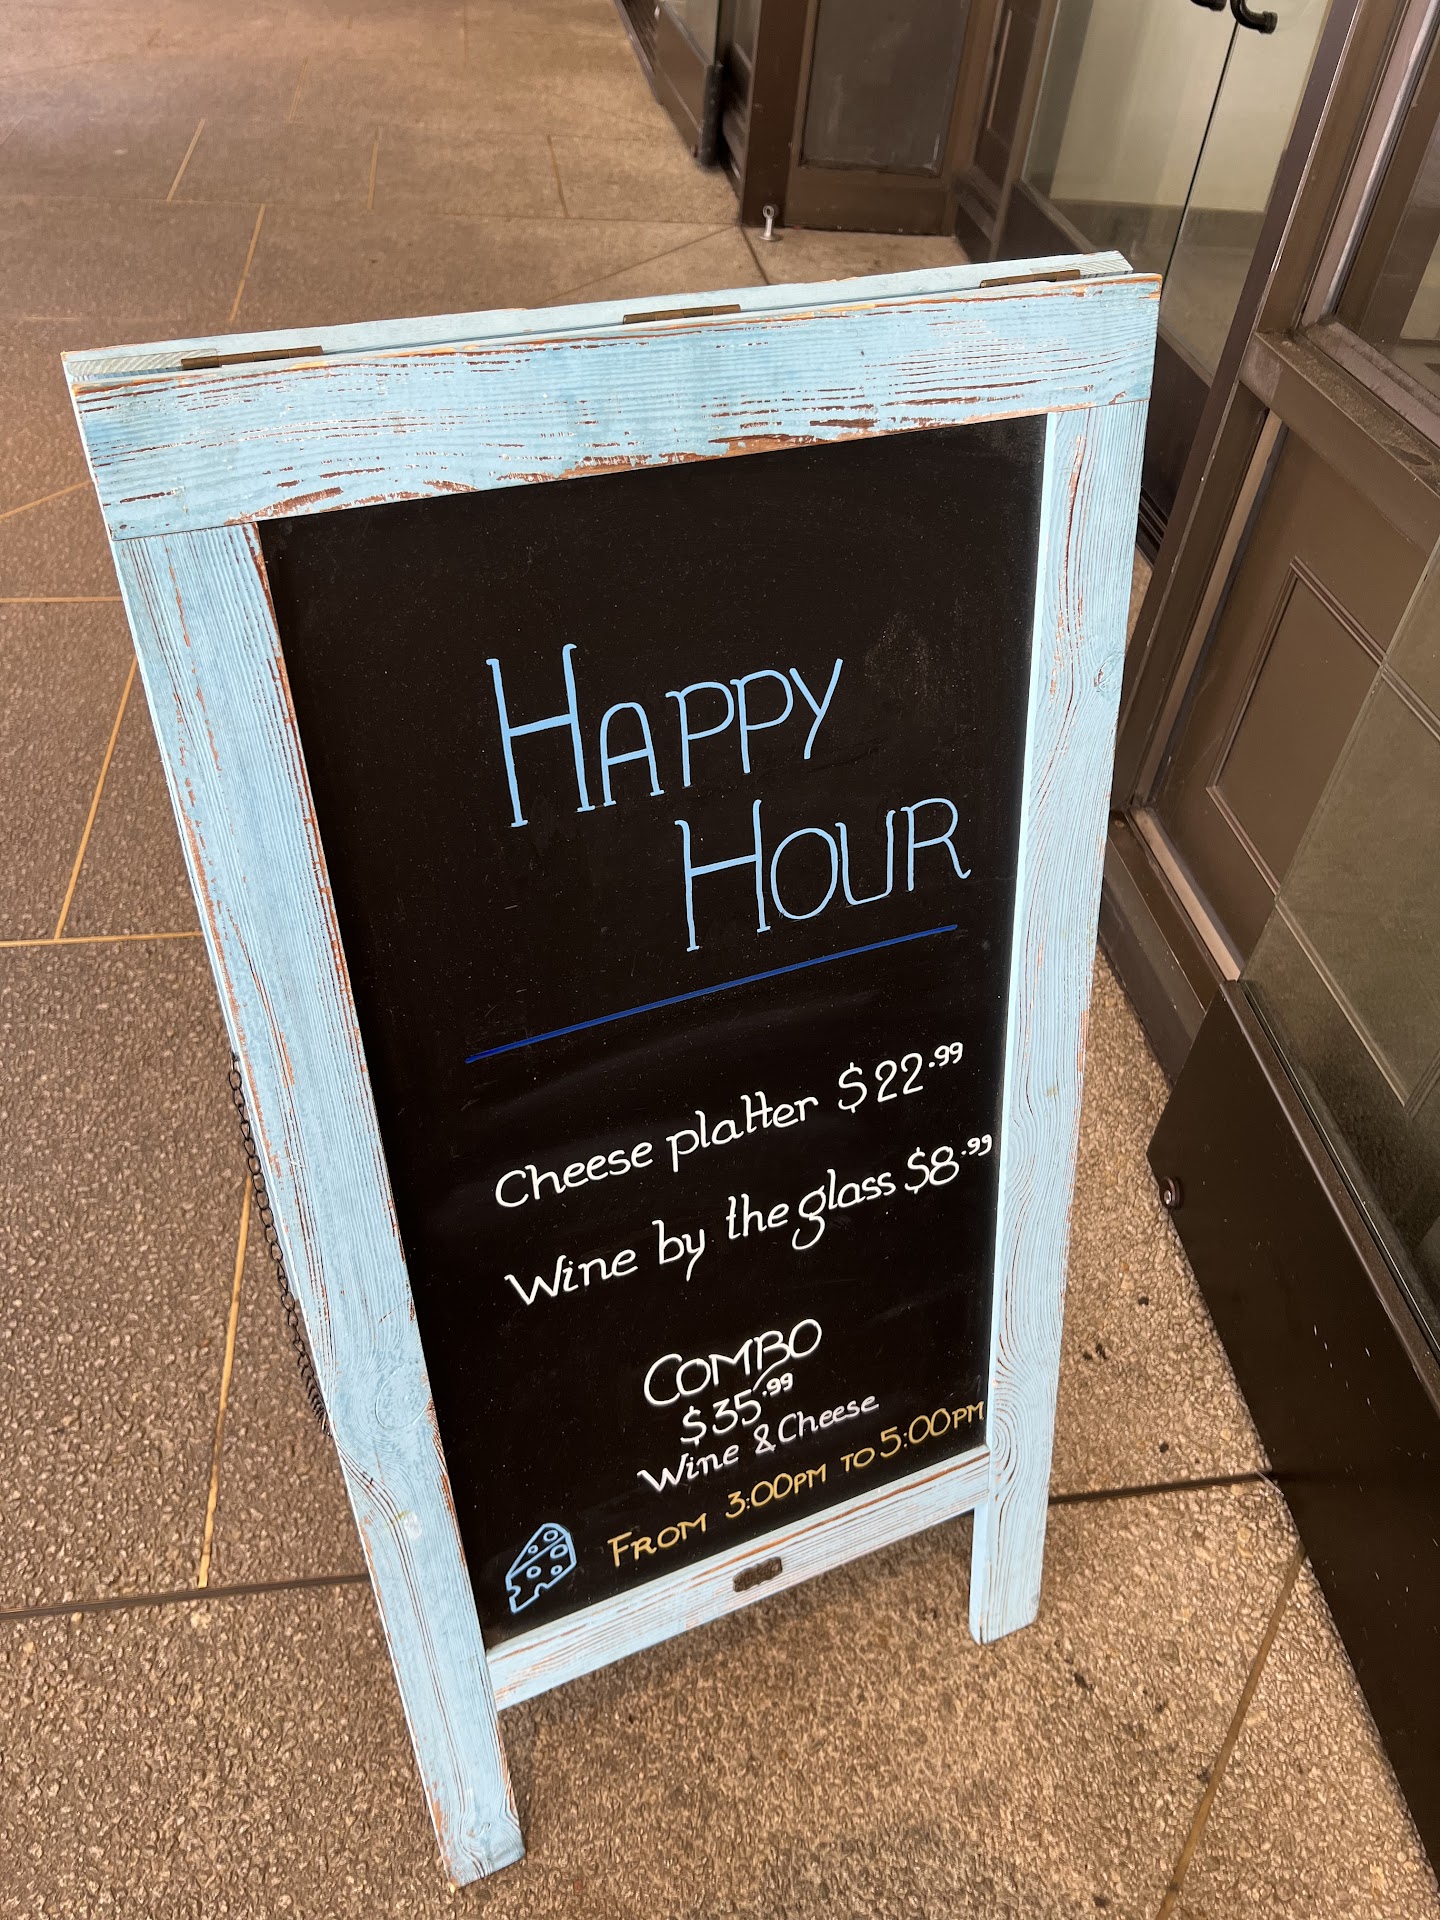 HAPPY
HOUR
Cheese platter $22.99
Wine by the glass $8.99
COMBO
$35.99
Wine & Cheese
FROM 3:00PM TO 5:00PM